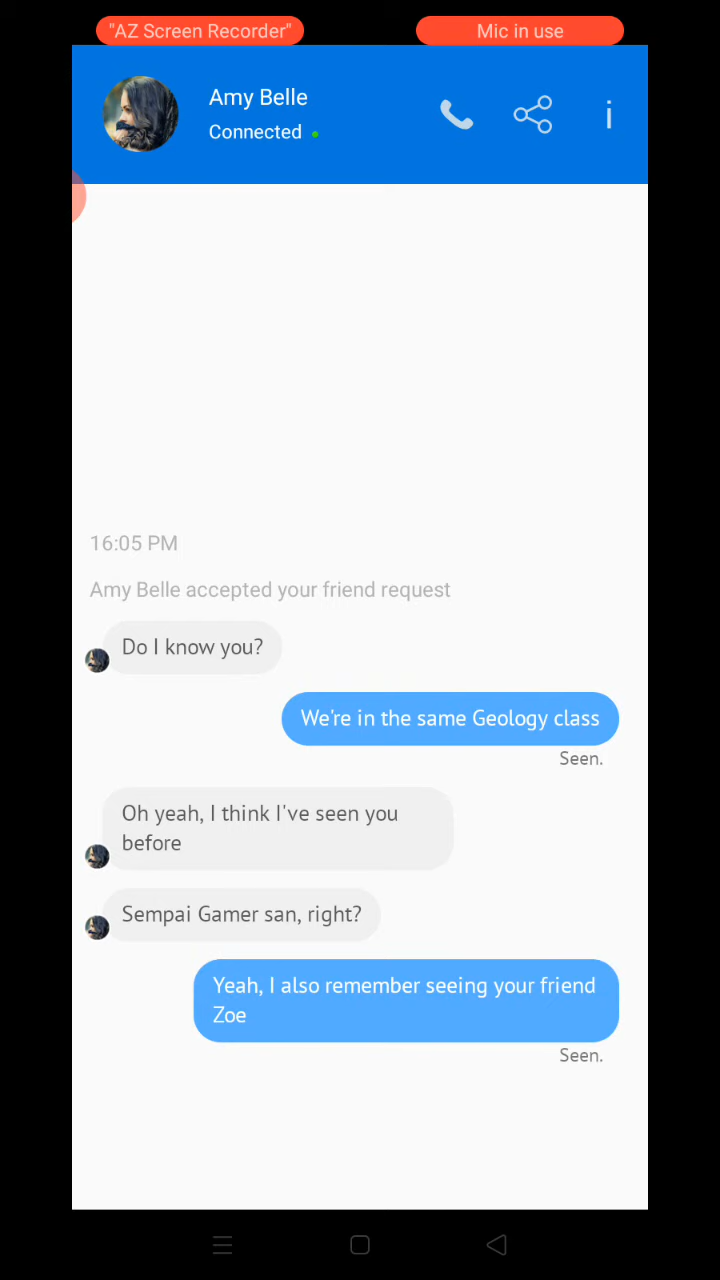 "AZ Screen Recorder"
Mic in use
Amy Belle
Connected
16:05 PM
Amy Belle accepted your friend request
Do I know you?
We're in the same Geology class
Seen.
Oh yeah, I think I've seen you
before
Sempai Gamer san, right?
Yeah, I also remember seeing your friend
Zoe
Seen.